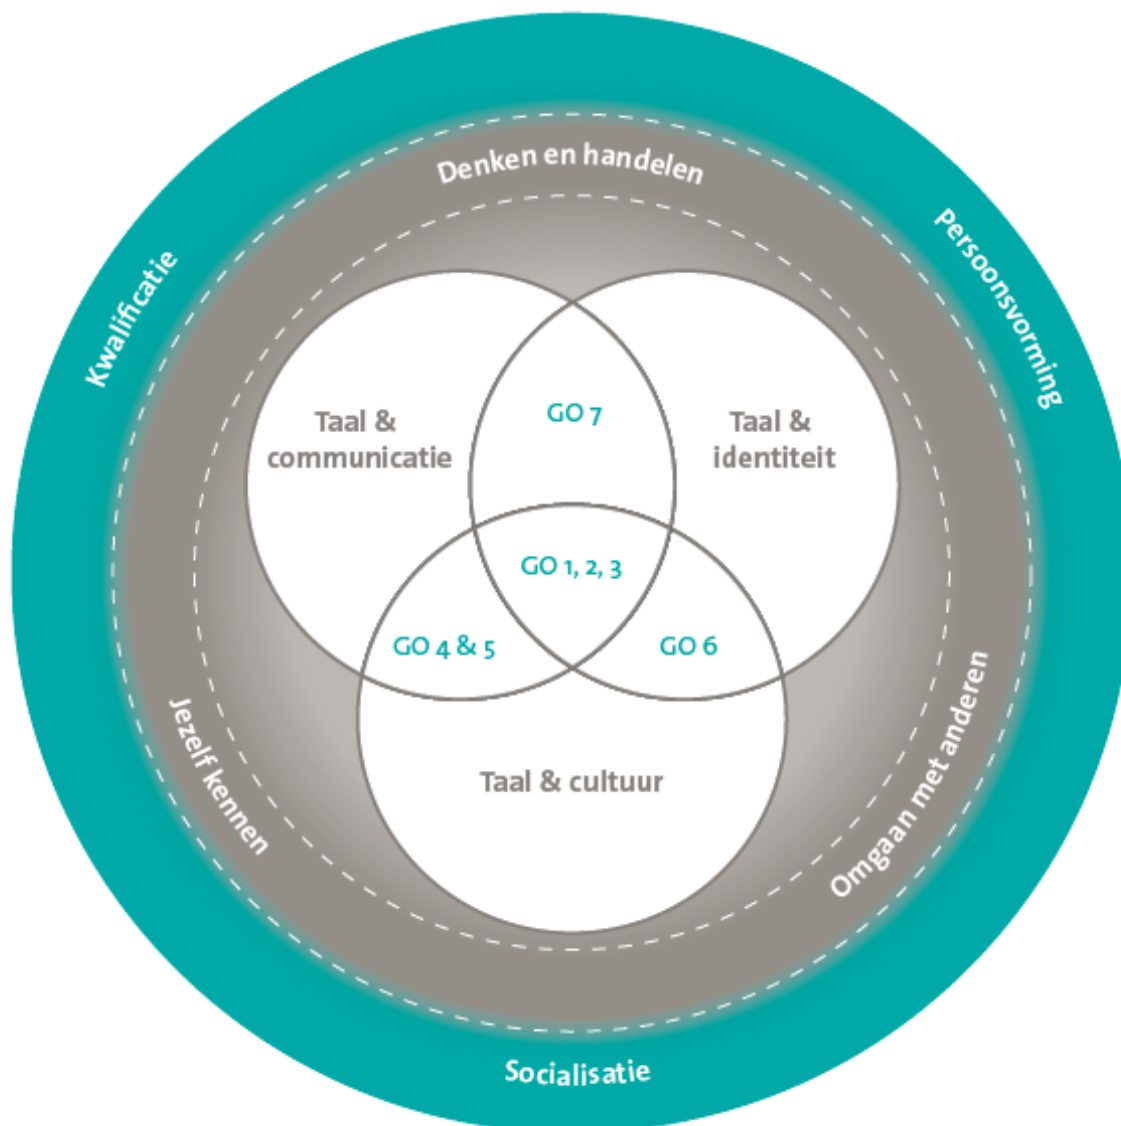 Denken en handelen
Persoonsvorming
Kwalificatie
GO 7
Taal &
communicatie
Taal &
identiteit
GO 1, 2, 3
GO 4 & 5
GO 6
Jezelf kennen
Omgaan met anderen
Taal & cultuur
Socialisatie